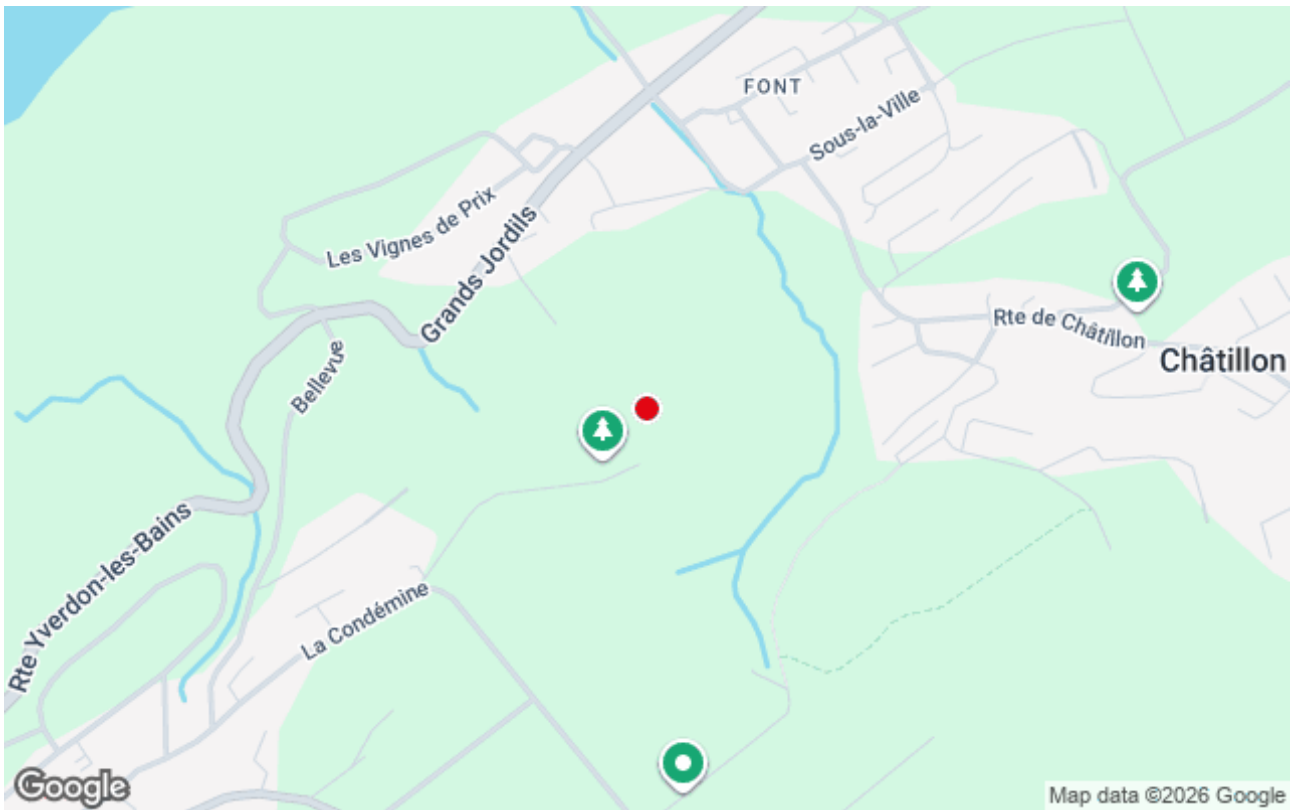 FONT
Sous-la-Ville
Les Vignes de Prix
Grands Jordils
Rte de Châtillon
Châtillon
Bellevue
Rte Yverdon-les-Bains
La Condémine
Google
Map data ©2026 Google